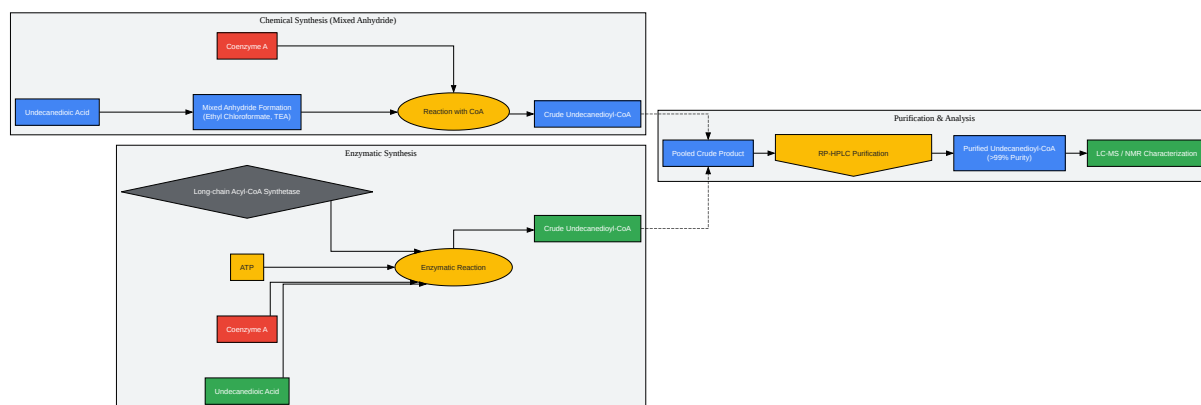 Chemical Synthesis (Mixed Anhydride)
Coenzyme A
Undecanedioic Acid
Mixed Anhydride Formation
(Ethyl Chloroformate, TEA)
Reaction with CoA
Crude Undecanedioyl-CoA
Enzymatic Synthesis
Long-chain Acyl-CoA Synthetase
Crude Undecanedioyl-CoA
ATP
Enzymatic Reaction
Coenzyme A
Undecanedioic Acid
Purification & Analysis
Pooled Crude Product
RP-HPLC Purification
Purified Undecanedioyl-CoA
(>99% Purity)
LC-MS / NMR Characterization